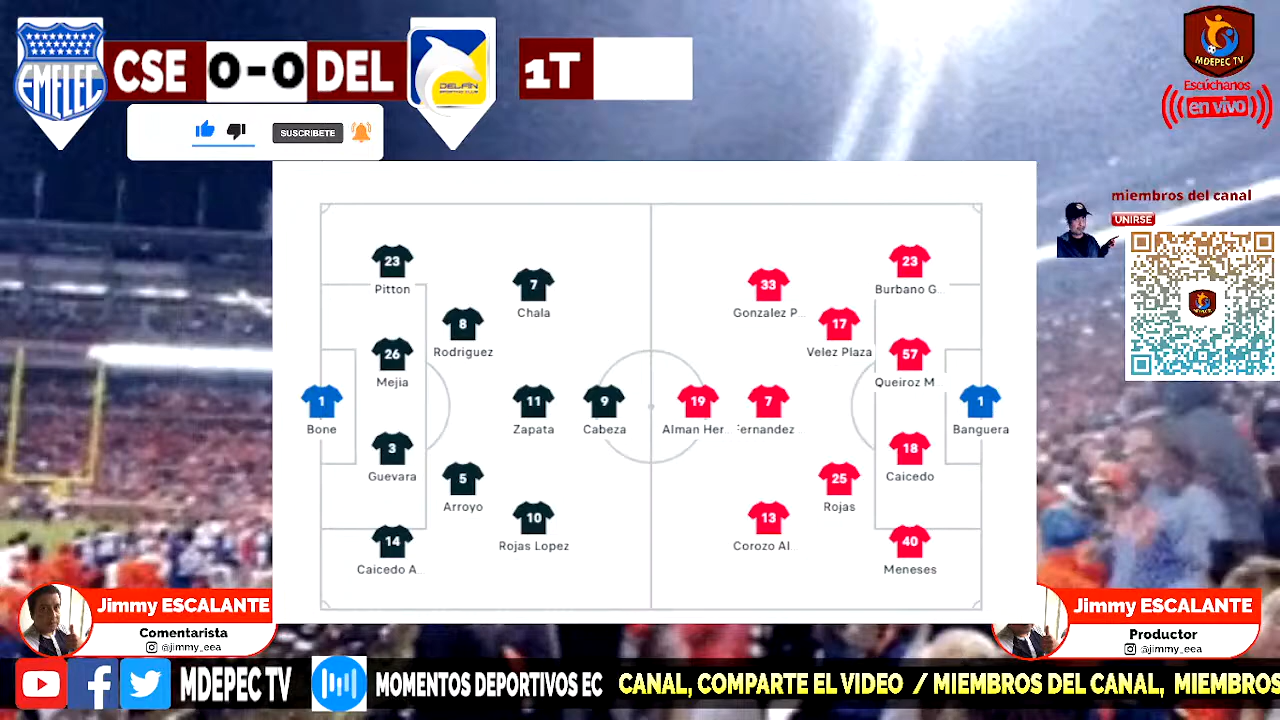 EMELEC
CSE 0-0 DEL
DELFIN
SPORTING CLUB
1T
MDEPEC TV
Escúchanos
en vivo
SUSCRIBETE
miembros del canal
UNIRSE
23
Pitton
7
Chala
8
Rodriguez
26
Mejia
1
Bone
11
Zapata
9
Cabeza
3
Guevara
5
Arroyo
10
Rojas Lopez
14
Caicedo A..
33
Gonzalez P...
23
Burbano G..
17
Velez Plaza
57
Queiroz M..
19
Alman Her...
7
Fernandez ..
1
Banguera
18
Caicedo
25
Rojas
13
Corozo Al..
40
Meneses
Jimmy ESCALANTE
Comentarista
@jimmy_eea
Jimmy ESCALANTE
Productor
@jimmy_eea
MDEPEC TV
MOMENTOS DEPORTIVOS EC
CANAL, COMPARTE EL VIDEO / MIEMBROS DEL CANAL, MIEMBROS